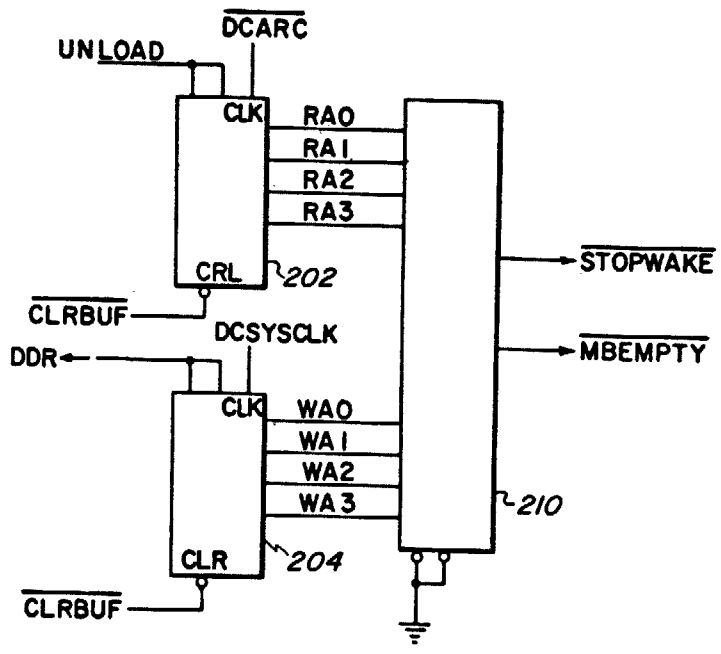 DCARC
UNLOAD
CLK
RA0
RA1
RA2
RA3
STOPWAKE
CRL
202
CLRBUF
DCSYSCLK
MBEMPTY
DDR
CLK
WA0
WA1
WA2
WA3
210
CLR
204
CLRBUF